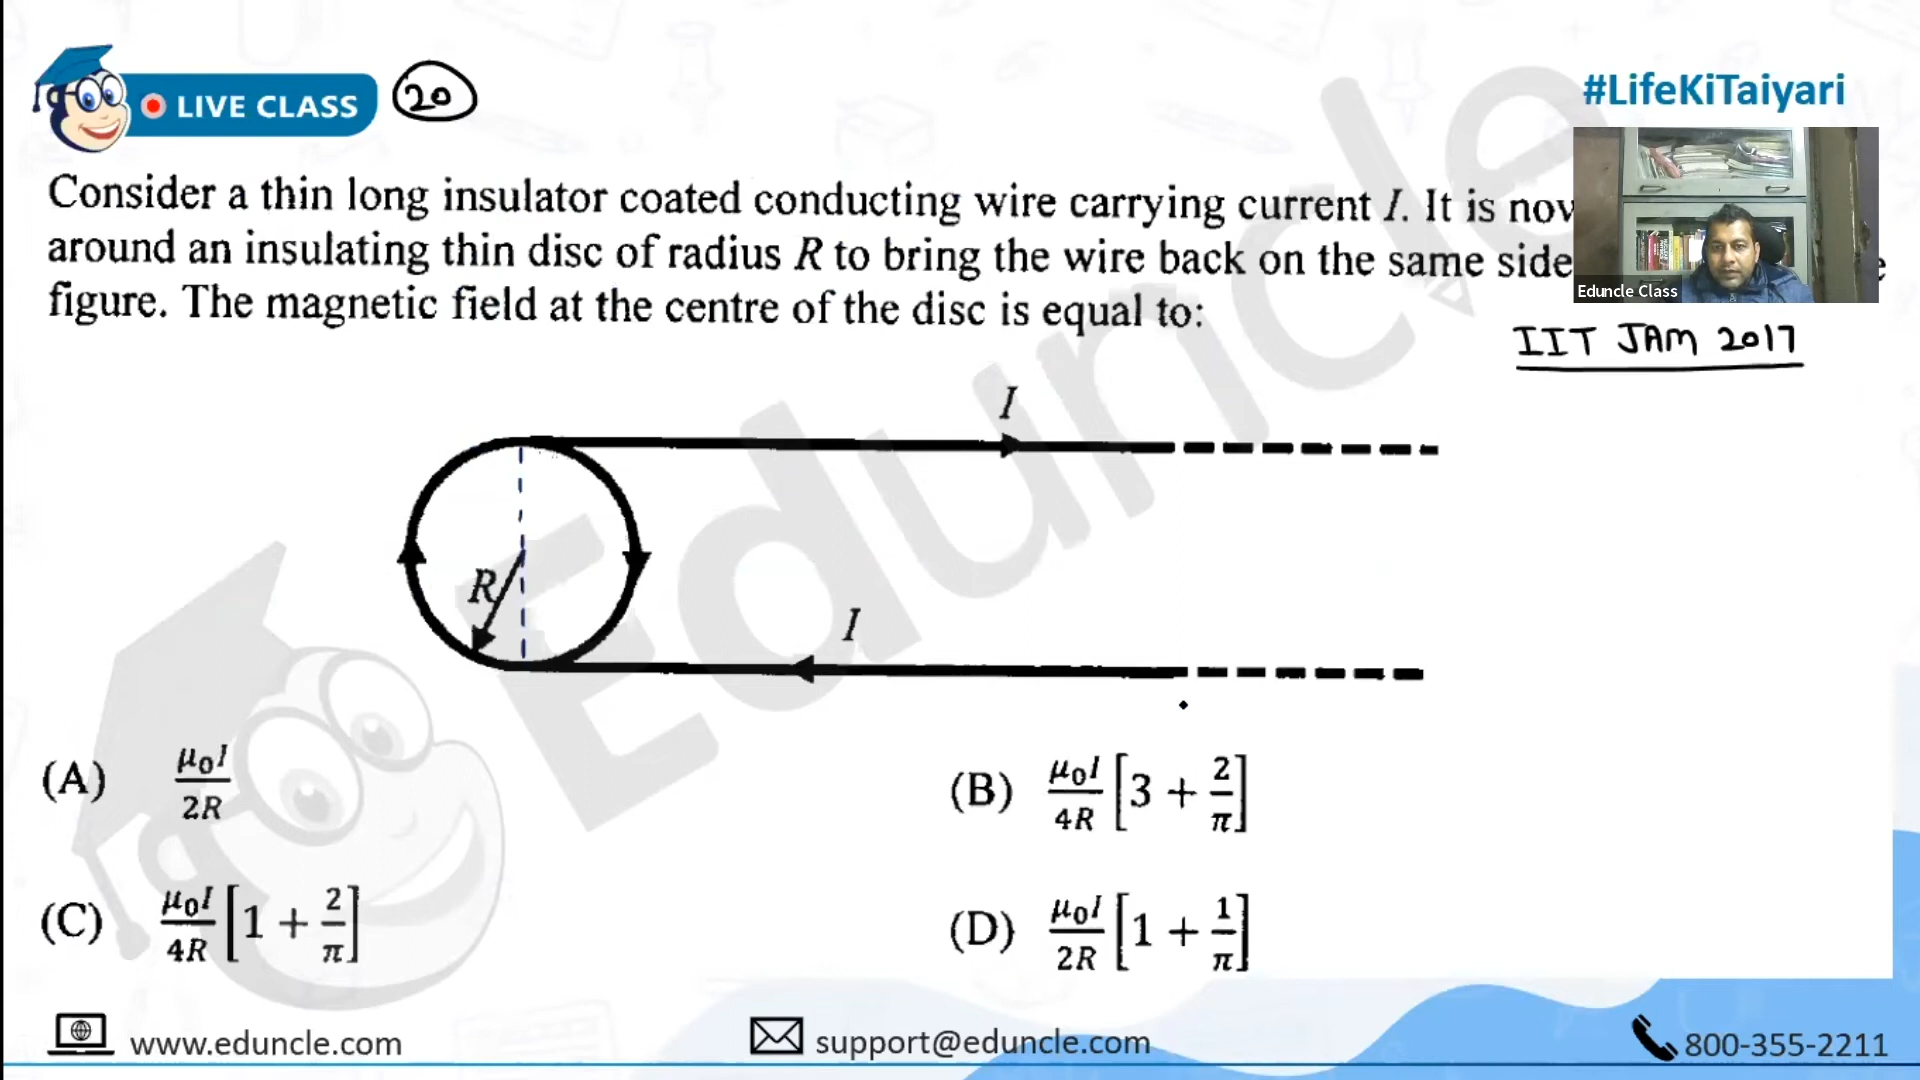 LIVE CLASS
20
#LifeKiTaiyari
Consider a thin long insulator coated conducting wire carrying current I. It is now
around an insulating thin disc of radius R to bring the wire back on the same side
figure. The magnetic field at the centre of the disc is equal to:
Eduncle Class
IIT JAM 2017
I
R
I
(A) μ₀I/2R
(B) μ₀I/4R [3 + 2/π]
(C) μ₀I/4R [1 + 2/π]
(D) μ₀I/2R [1 + 1/π]
Eduncle
www.eduncle.com
support@eduncle.com
800-355-2211